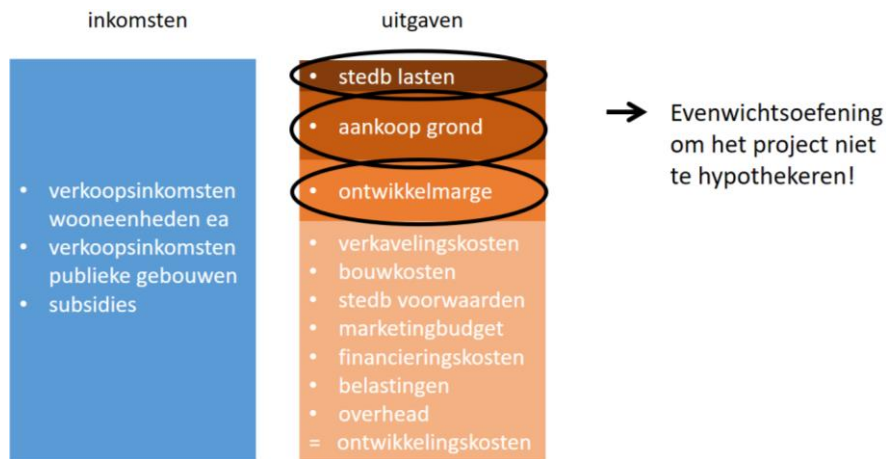 inkomsten
• verkoopsinkomsten
wooneenheden ea
• verkoopsinkomsten
publieke gebouwen
• subsidies
uitgaven
• stedb lasten
• aankoop grond
• ontwikkelmarge
• verkavelingskosten
• bouwkosten
• stedb voorwaarden
• marketingbudget
• financieringskosten
• belastingen
• overhead
= ontwikkelingskosten
→ Evenwichtsoefening
om het project niet
te hypothekeren!